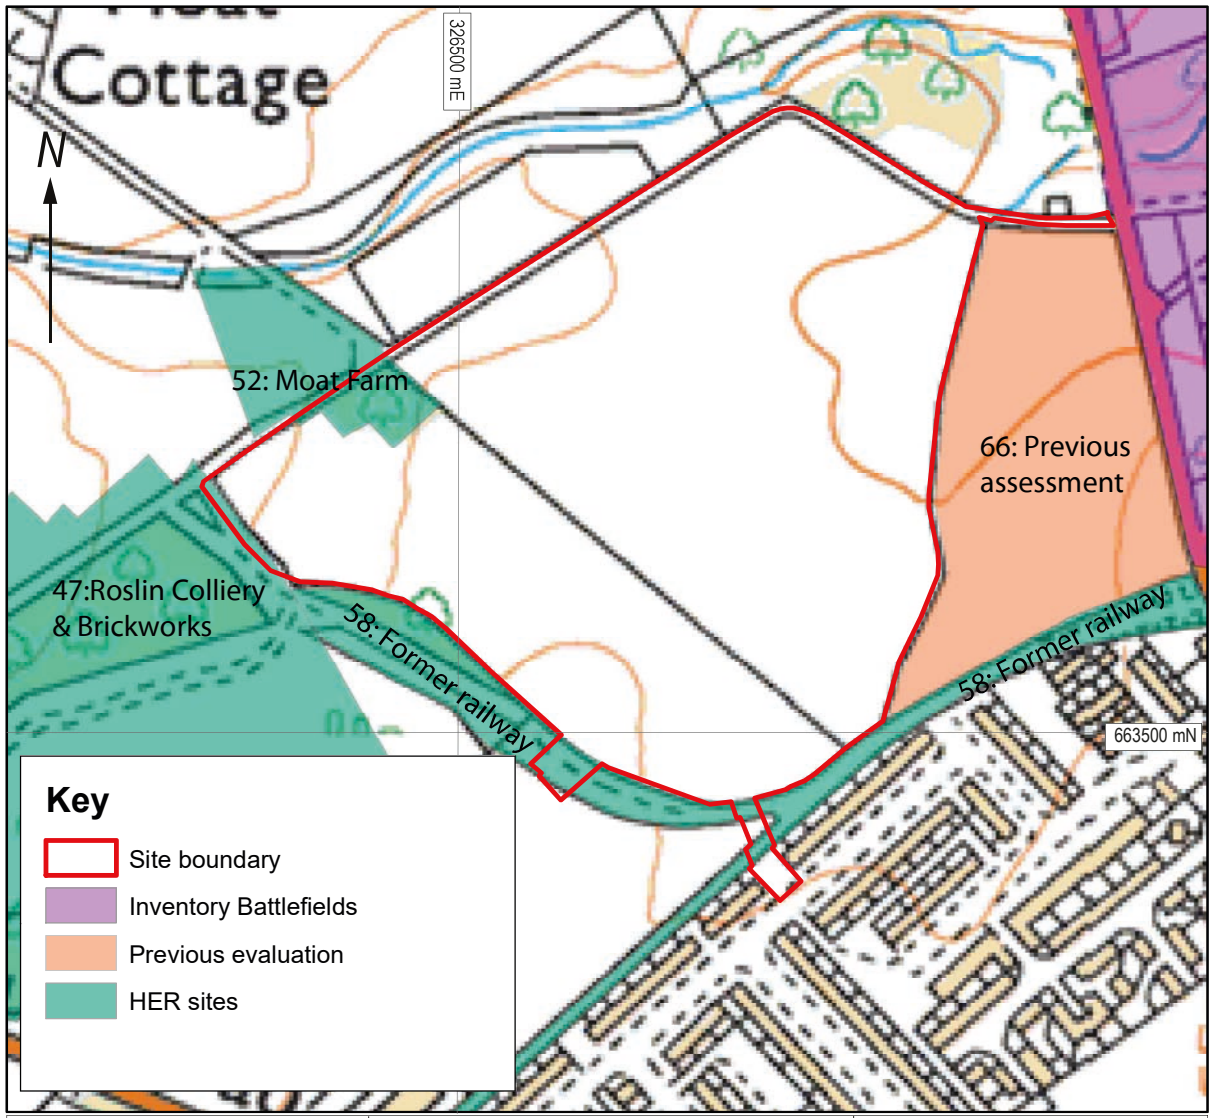 Cottage
326500 mE
N
52: Moat Farm
66: Previous
assessment
47:Roslin Colliery
& Brickworks
58: Former railway
58: Former railway
663500 mN
Key
Site boundary
Inventory Battlefields
Previous evaluation
HER sites